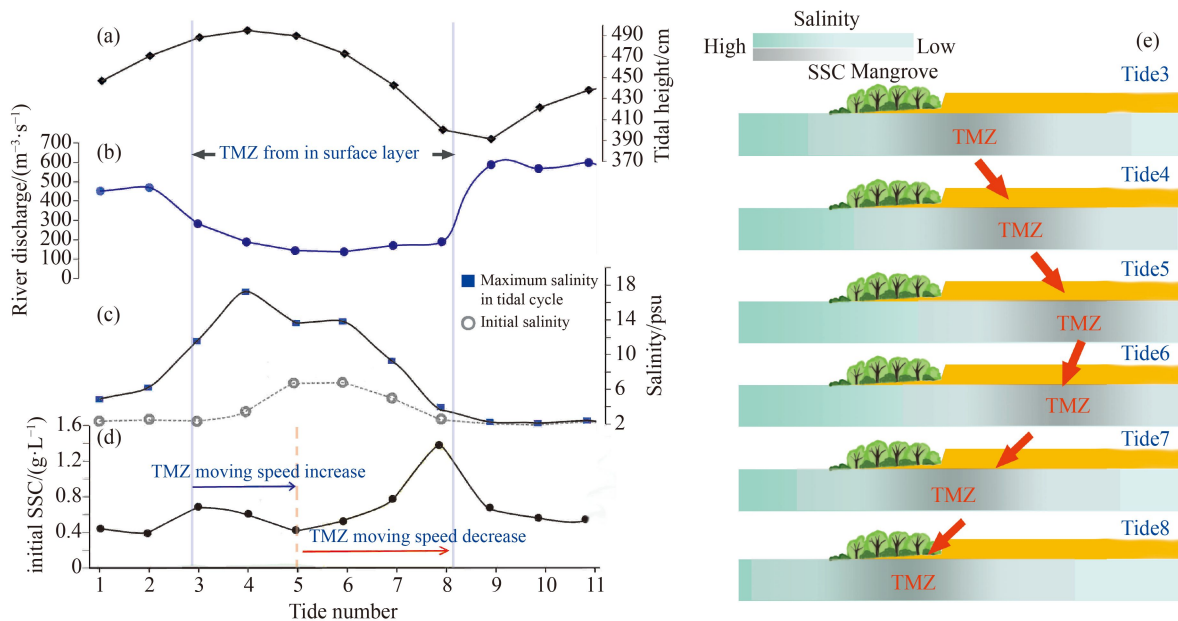 (a)
490
470
450
430
410
390
370
Tidal height/cm
(b)
TMZ from in surface layer
700
600
500
400
300
200
100
0
River discharge/(m⁻³·s⁻¹)
(c)
Maximum salinity
in tidal cycle
Initial salinity
18
14
10
6
2
Salinity/psu
(d)
1.6
1.2
0.8
0.4
0
initial SSC/(g·L⁻¹)
TMZ moving speed increase
TMZ moving speed decrease
1 2 3 4 5 6 7 8 9 10 11
Tide number
(e)
Salinity
High Low
SSC Mangrove
Tide3
TMZ
Tide4
TMZ
Tide5
TMZ
Tide6
TMZ
Tide7
TMZ
Tide8
TMZ